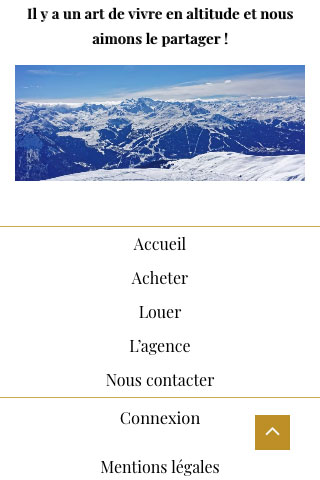 Il y a un art de vivre en altitude et nous
aimons le partager !
Accueil
Acheter
Louer
L'agence
Nous contacter
Connexion
Mentions légales